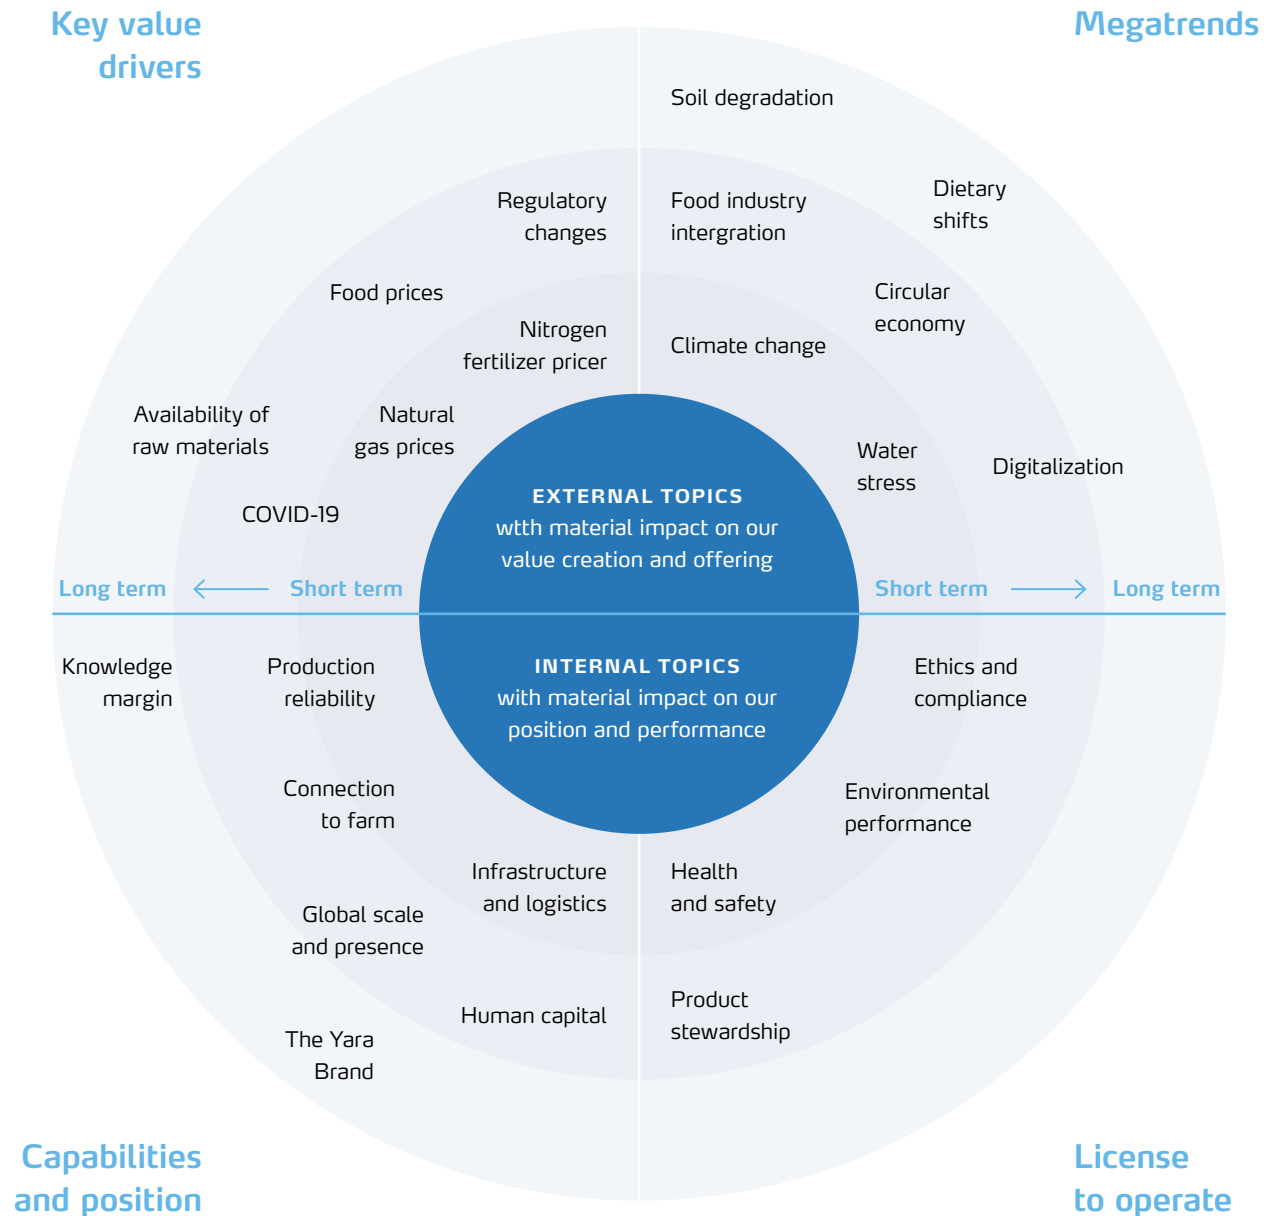 Key value
drivers
Megatrends
Soil degradation
Dietary
shifts
Regulatory
changes
Food industry
intergration
Food prices
Circular
economy
Nitrogen
fertilizer pricer
Climate change
Availability of
raw materials
Natural
gas prices
Water
stress
Digitalization
COVID-19
EXTERNAL TOPICS
wtth material impact on our
value creation and offering
Long term
Short term
Short term
Long term
INTERNAL TOPICS
with material impact on our
position and performance
Knowledge
margin
Production
reliability
Ethics and
compliance
Connection
to farm
Environmental
performance
Infrastructure
and logistics
Health
and safety
Global scale
and presence
Human capital
Product
stewardship
The Yara
Brand
Capabilities
and position
License
to operate